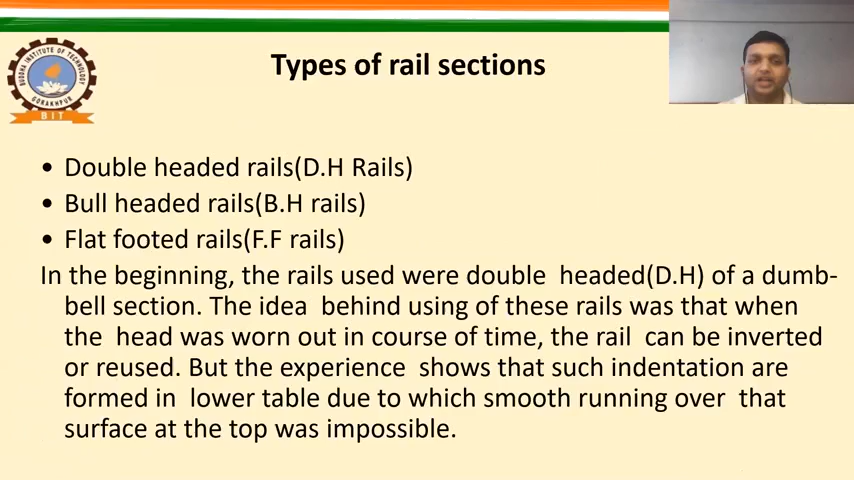 Types of rail sections
BUDDHA INSTITUTE OF TECHNOLOGY
GORAKHPUR
BIT
• Double headed rails(D.H Rails)
• Bull headed rails(B.H rails)
• Flat footed rails(F.F rails)
In the beginning, the rails used were double headed(D.H) of a dumb-
bell section. The idea behind using of these rails was that when
the head was worn out in course of time, the rail can be inverted
or reused. But the experience shows that such indentation are
formed in lower table due to which smooth running over that
surface at the top was impossible.